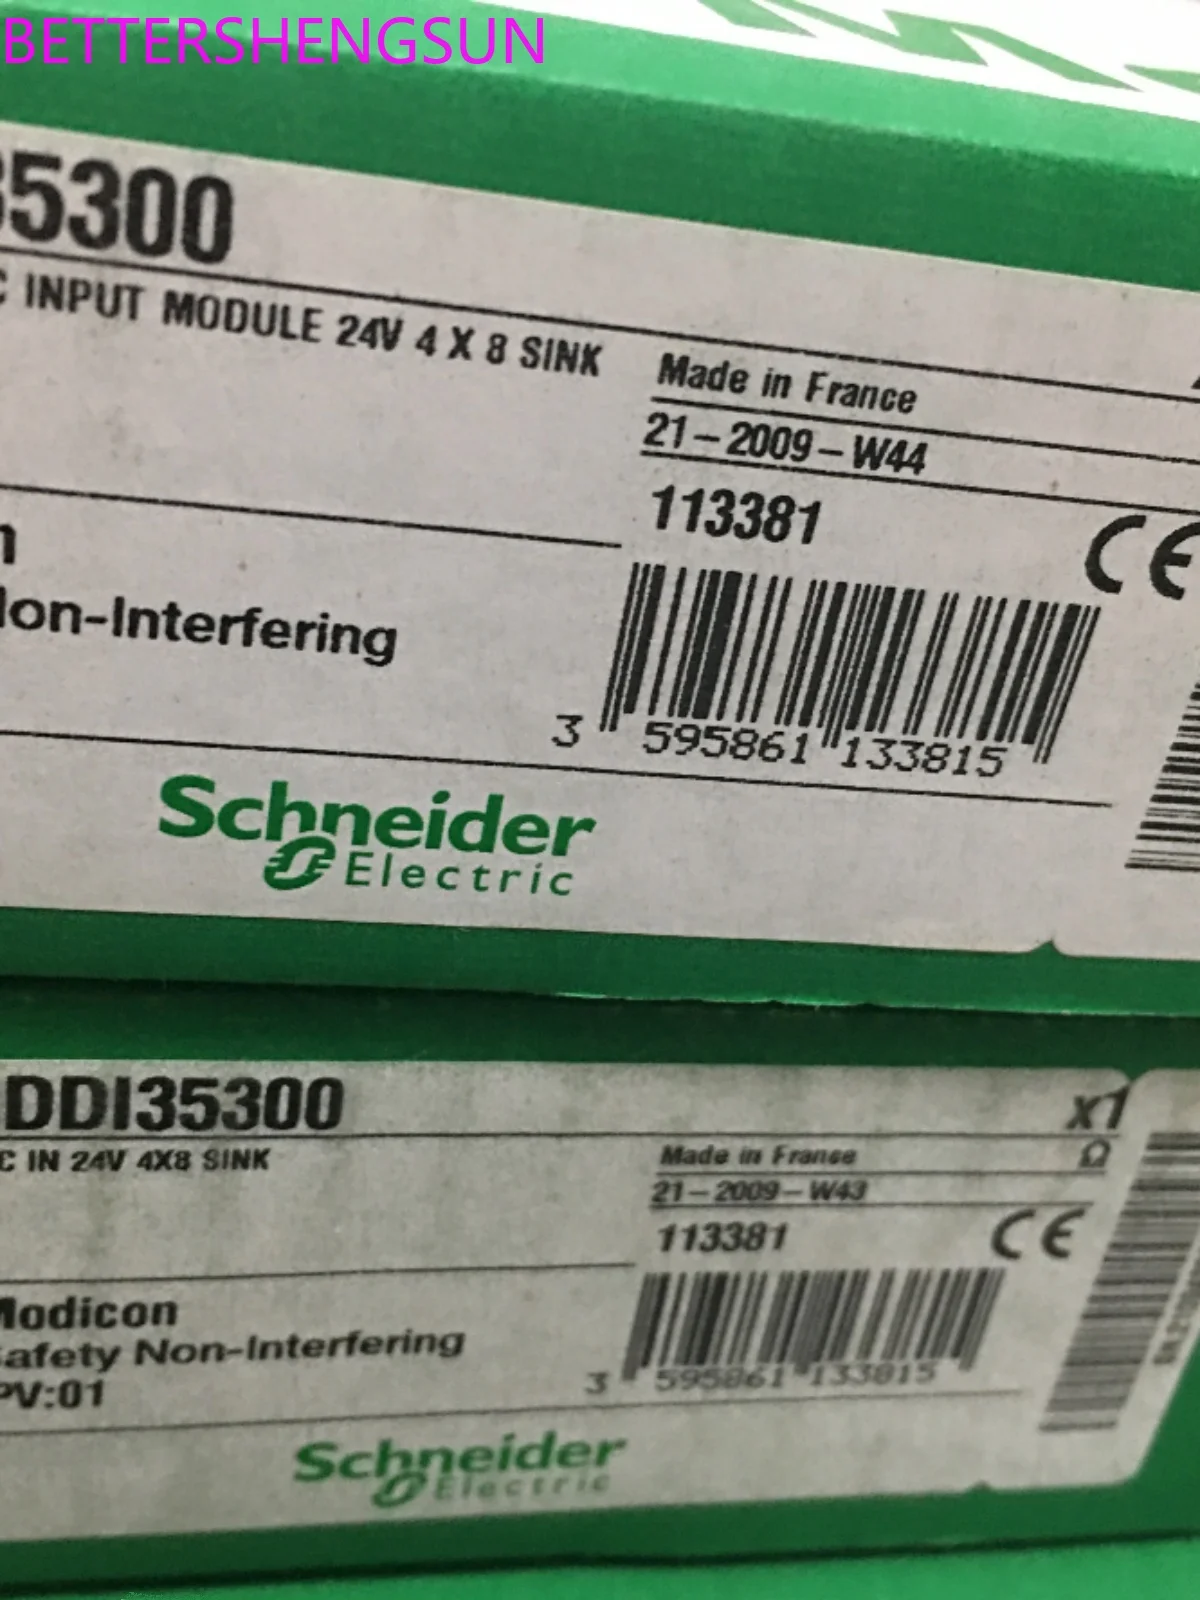 BETTERSHENGSUN
35300
C INPUT MODULE 24V 4 X 8 SINK
Made in France
21-2009-W44
113381
CE
Non-Interfering
3 595861 133815
Schneider
Electric
DDI35300
x1
C IN 24V 4X8 SINK
Made in France
Ω
21-2009-W43
113381
CE
Modicon
Safety Non-Interfering
PV:01
3 595861 133815
Schneider
Electric